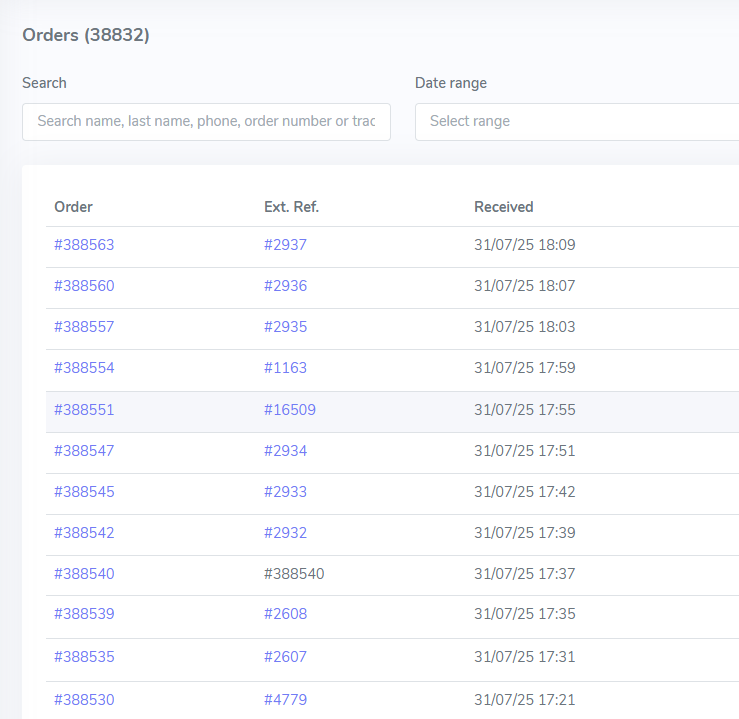 Orders (38832)
Search Date range
Search name, last name, phone, order number or trac Select range
Order Ext. Ref. Received
#388563 #2937 31/07/25 18:09
#388560 #2936 31/07/25 18:07
#388557 #2935 31/07/25 18:03
#388554 #1163 31/07/25 17:59
#388551 #16509 31/07/25 17:55
#388547 #2934 31/07/25 17:51
#388545 #2933 31/07/25 17:42
#388542 #2932 31/07/25 17:39
#388540 #388540 31/07/25 17:37
#388539 #2608 31/07/25 17:35
#388535 #2607 31/07/25 17:31
#388530 #4779 31/07/25 17:21